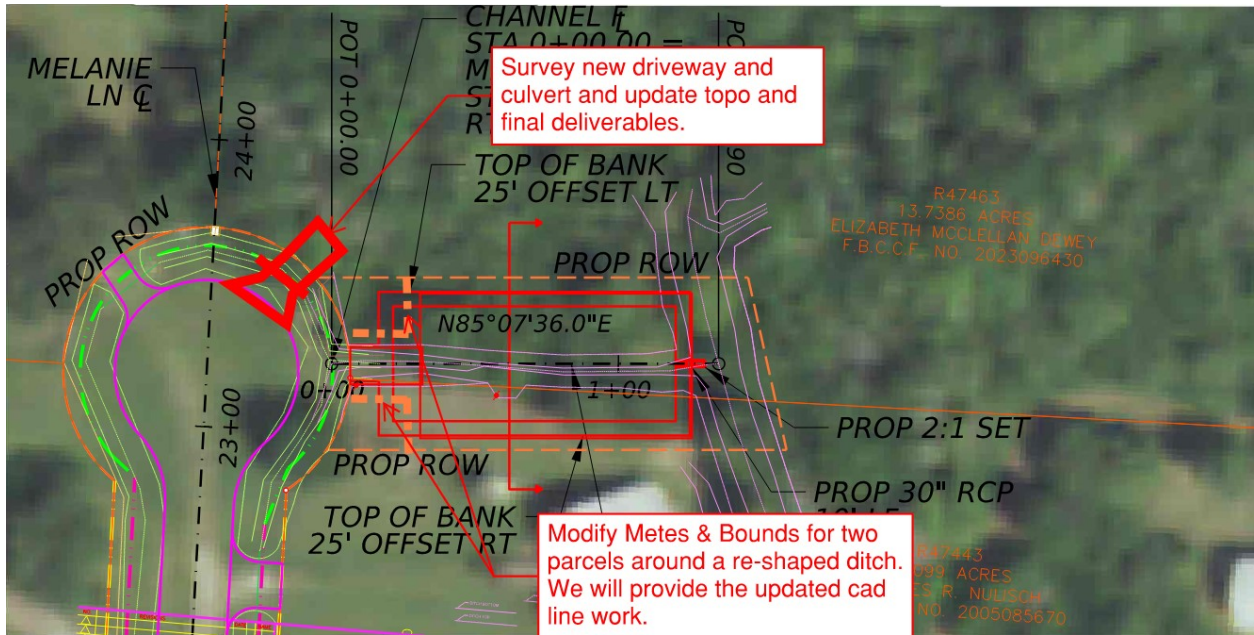 CHANNEL ℄
STA 0+00.00 =
MELANIE
LN ℄
24+00
POT 0+00.00
Survey new driveway and
culvert and update topo and
final deliverables.
TOP OF BANK
25' OFFSET LT
R47463
13.7386 ACRES
ELIZABETH MCCLELLAN DEWEY
F.B.C.C.F. NO. 2023096430
PROP ROW
PROP ROW
N85°07'36.0"E
0+00
1+00
23+00
PROP 2:1 SET
PROP ROW
PROP 30" RCP
TOP OF BANK
25' OFFSET RT
Modify Metes & Bounds for two
parcels around a re-shaped ditch.
We will provide the updated cad
line work.
ACRES
R. NULISCH
NO. 2005085670